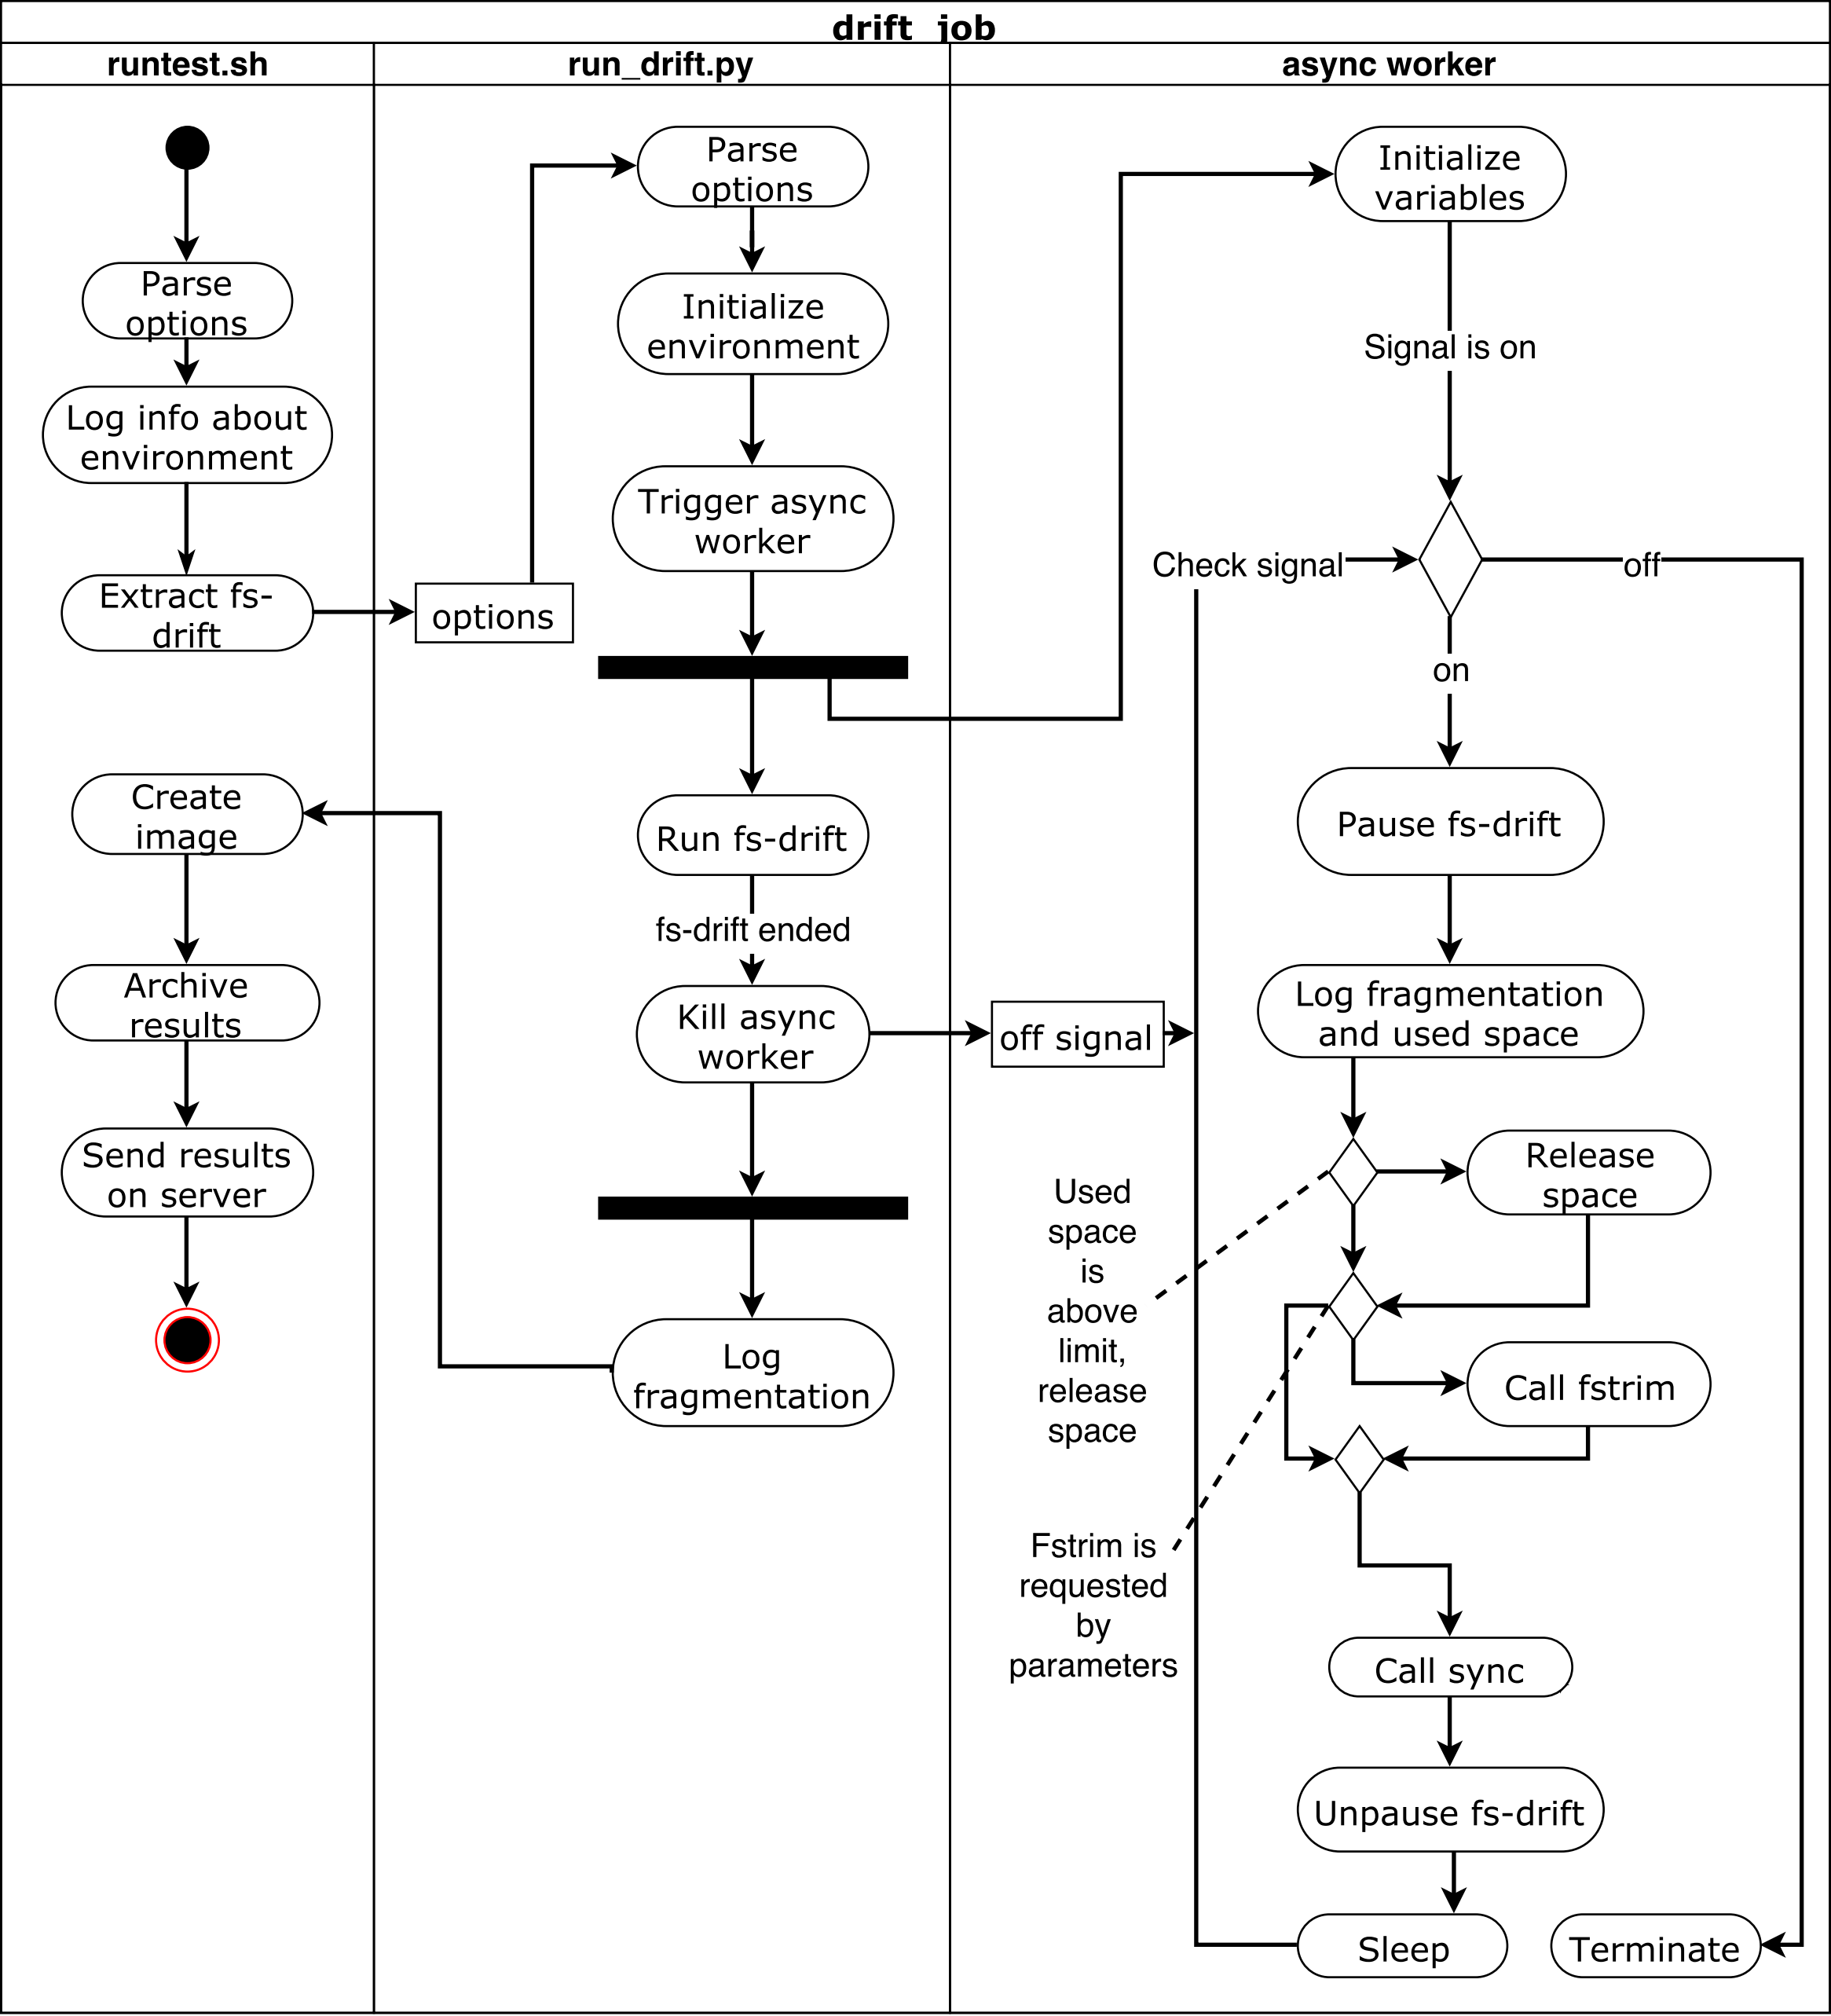 drift_job
runtest.sh
run_drift.py
async worker
Parse
options
Log info about
environment
Extract fs-
drift
Create
image
Archive
results
Send results
on server
options
Parse
options
Initialize
environment
Trigger async
worker
Run fs-drift
fs-drift ended
Kill async
worker
Log
fragmentation
off signal
Initialize
variables
Signal is on
Check signal
off
on
Pause fs-drift
Log fragmentation
and used space
Used
space
is
above
limit,
release
space
Release
space
Call fstrim
Fstrim is
requested
by
parameters
Call sync
Unpause fs-drift
Sleep
Terminate